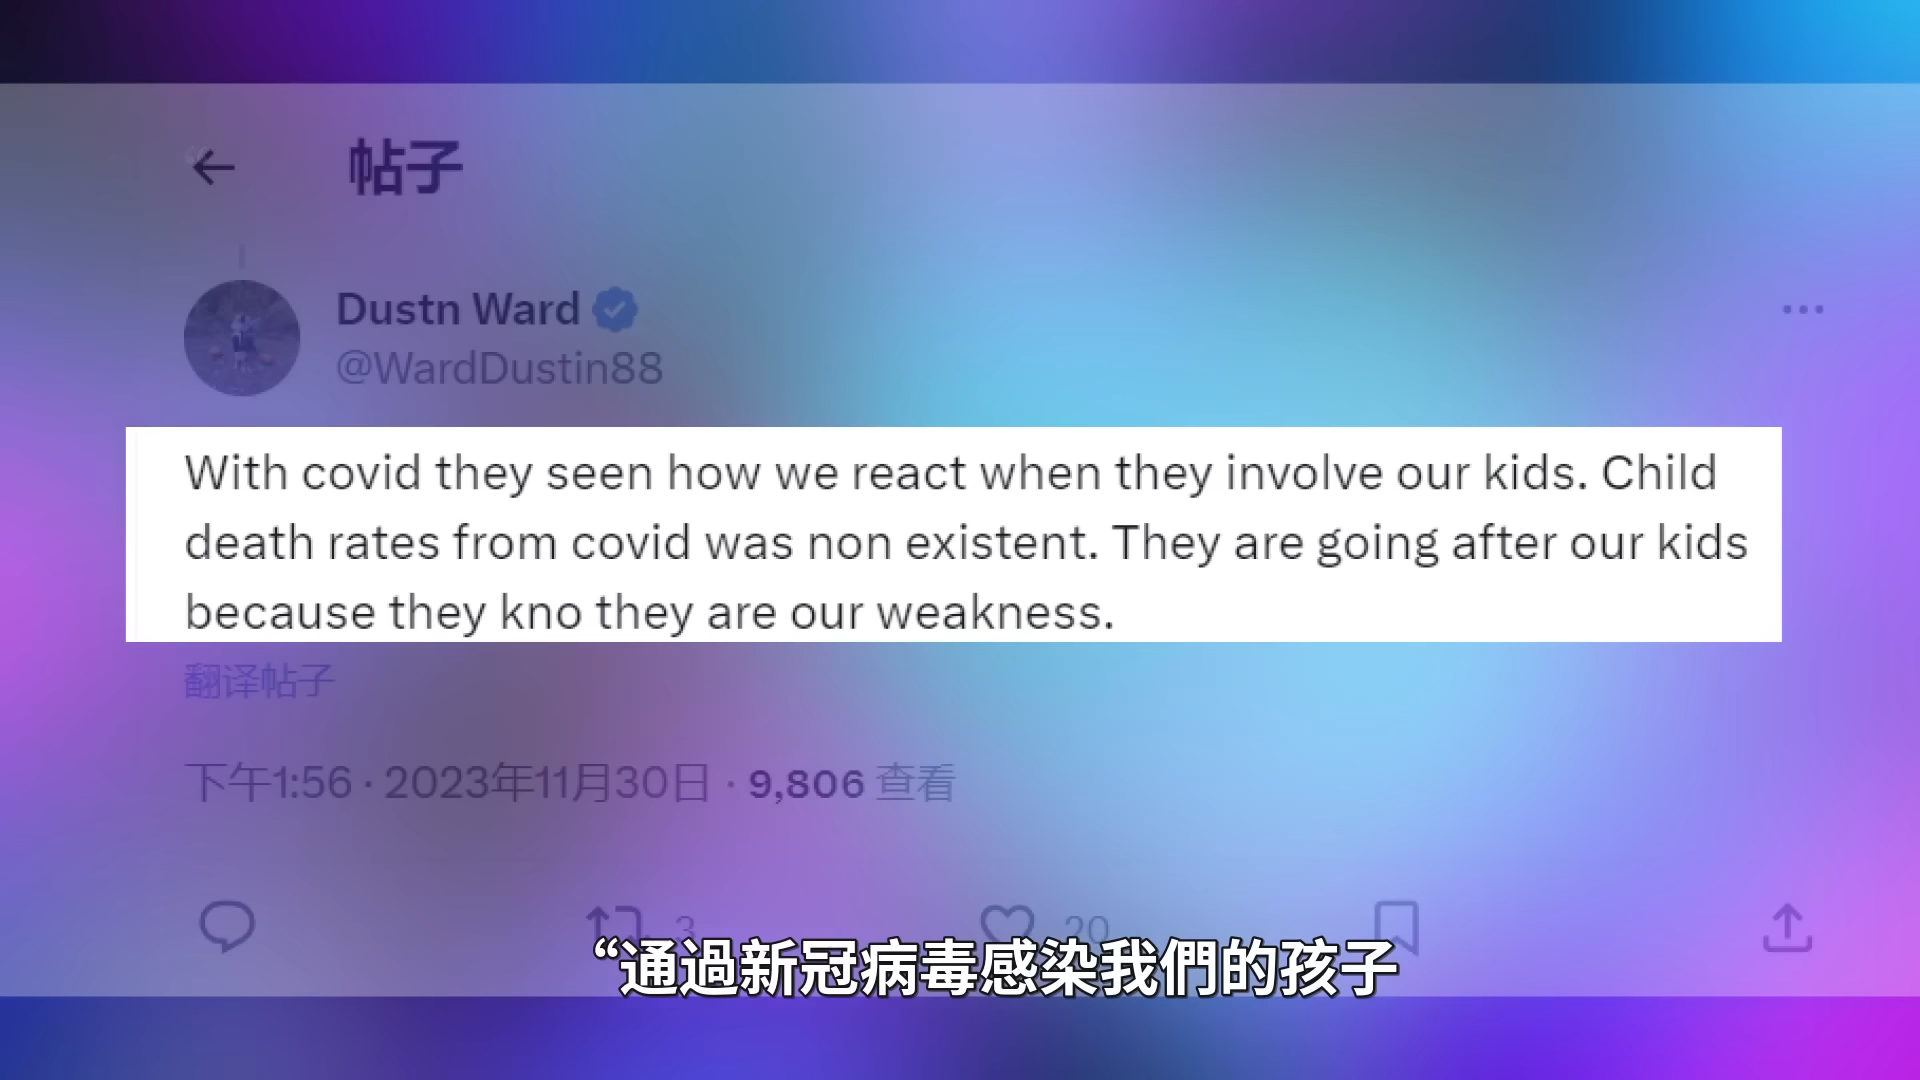 帖子
Dustn Ward
@WardDustin88
With covid they seen how we react when they involve our kids. Child
death rates from covid was non existent. They are going after our kids
because they kno they are our weakness.
翻译帖子
下午1:56 · 2023年11月30日 · 9,806 查看
3 20
“通過新冠病毒感染我們的孩子